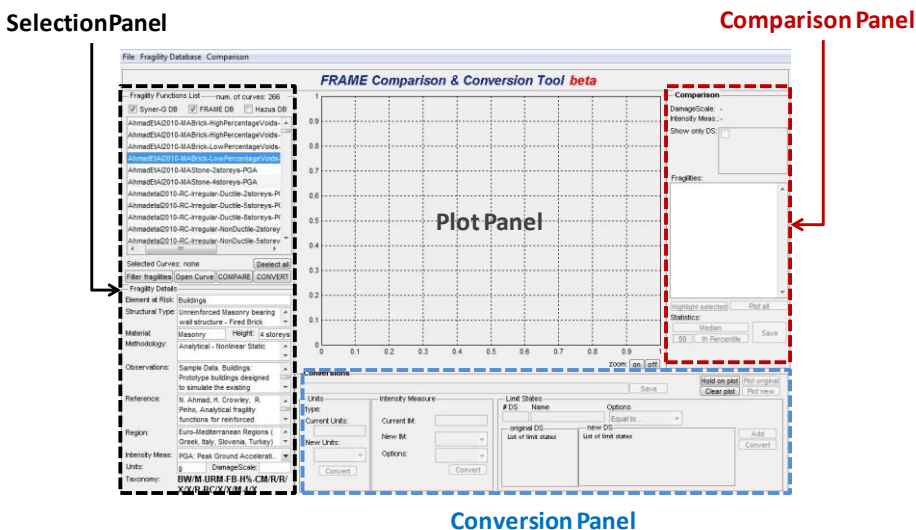 SelectionPanel
Comparison Panel
File Fragility Database Comparison
FRAME Comparison & Conversion Tool beta
Fragility Functions List num. of curves: 266
Syner-G DB FRAME DB Hazus DB
AhmadEtAl2010-MABrick-HighPercentageVoids-
AhmadEtAl2010-MABrick-HighPercentageVoids-
AhmadEtAl2010-MABrick-LowPercentageVoids-
AhmadEtAl2010-MABrick-LowPercentageVoids-
AhmadEtAl2010-MAStone-2storeys-PGA
AhmadEtAl2010-MAStone-4storeys-PGA
Ahmadetal2010-RC-Irregular-Ductile-2storeys-P(
Ahmadetal2010-RC-Irregular-Ductile-5storeys-P(
Ahmadetal2010-RC-Irregular-Ductile-8storeys-P(
Ahmadetal2010-RC-Irregular-NonDuctile-2storey
Ahmadetal2010-RC-Irregular-NonDuctile-5storev
Selected Curves: none Deselect all
Filter fragilities Open Curve COMPARE CONVERT
Fragility Details
Element at Risk: Buildings
Structural Type: Unreinforced Masonry bearing
wall structure - Fired Brick
Material: Masonry Height: 4 storeys
Methodology: Analytical - Nonlinear Static
Observations: Sample Data. Buildings:
Prototype buildings designed
to simulate the existing
Reference: N. Ahmad, H. Crowley, R.
Pinho, Analytical fragility
functions for reinforced
Region: Euro-Mediterranean Regions (
Greek, Italy, Slovenia, Turkey)
Intensity Meas: PGA: Peak Ground Accelerati...
Units: g DamageScale:
Taxonomy: BW/M-URM-FB-H%-CM/R/R/
X/X/R-RC/X/X/M-4/X
1
0.9
0.8
0.7
0.6
0.5
0.4
0.3
0.2
0.1
Plot Panel
0 0.1 0.2 0.3 0.4 0.5 0.6 0.7 0.8 0.9 1
zoom: on off
Comparison
DamageScale: -
Intensity Meas.: -
Show only DS:
Fragilities:
Highlight selected Plot all
Statistics:
Median
50 th Percentile
Save
Conversions
Save
Hold on plot Plot original
Clear plot Plot new
Units
type:
Current Units:
New Units:
Convert
Intensity Measure
Current IM:
New IM:
Options:
Convert
Limit States
# DS Name Options
Equal to...
original DS new DS
List of limit states List of limit states
Add
Convert
Conversion Panel